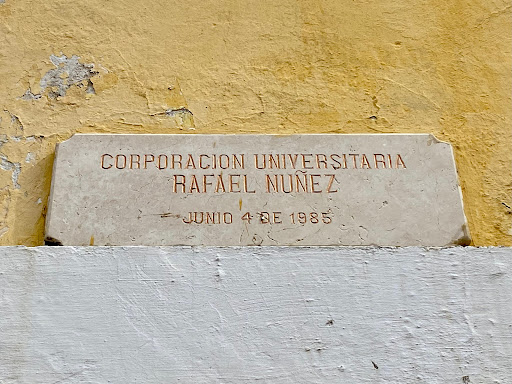 CORPORACION UNIVERSITARIA
RAFAEL NUÑEZ
JUNIO 4 DE 1985